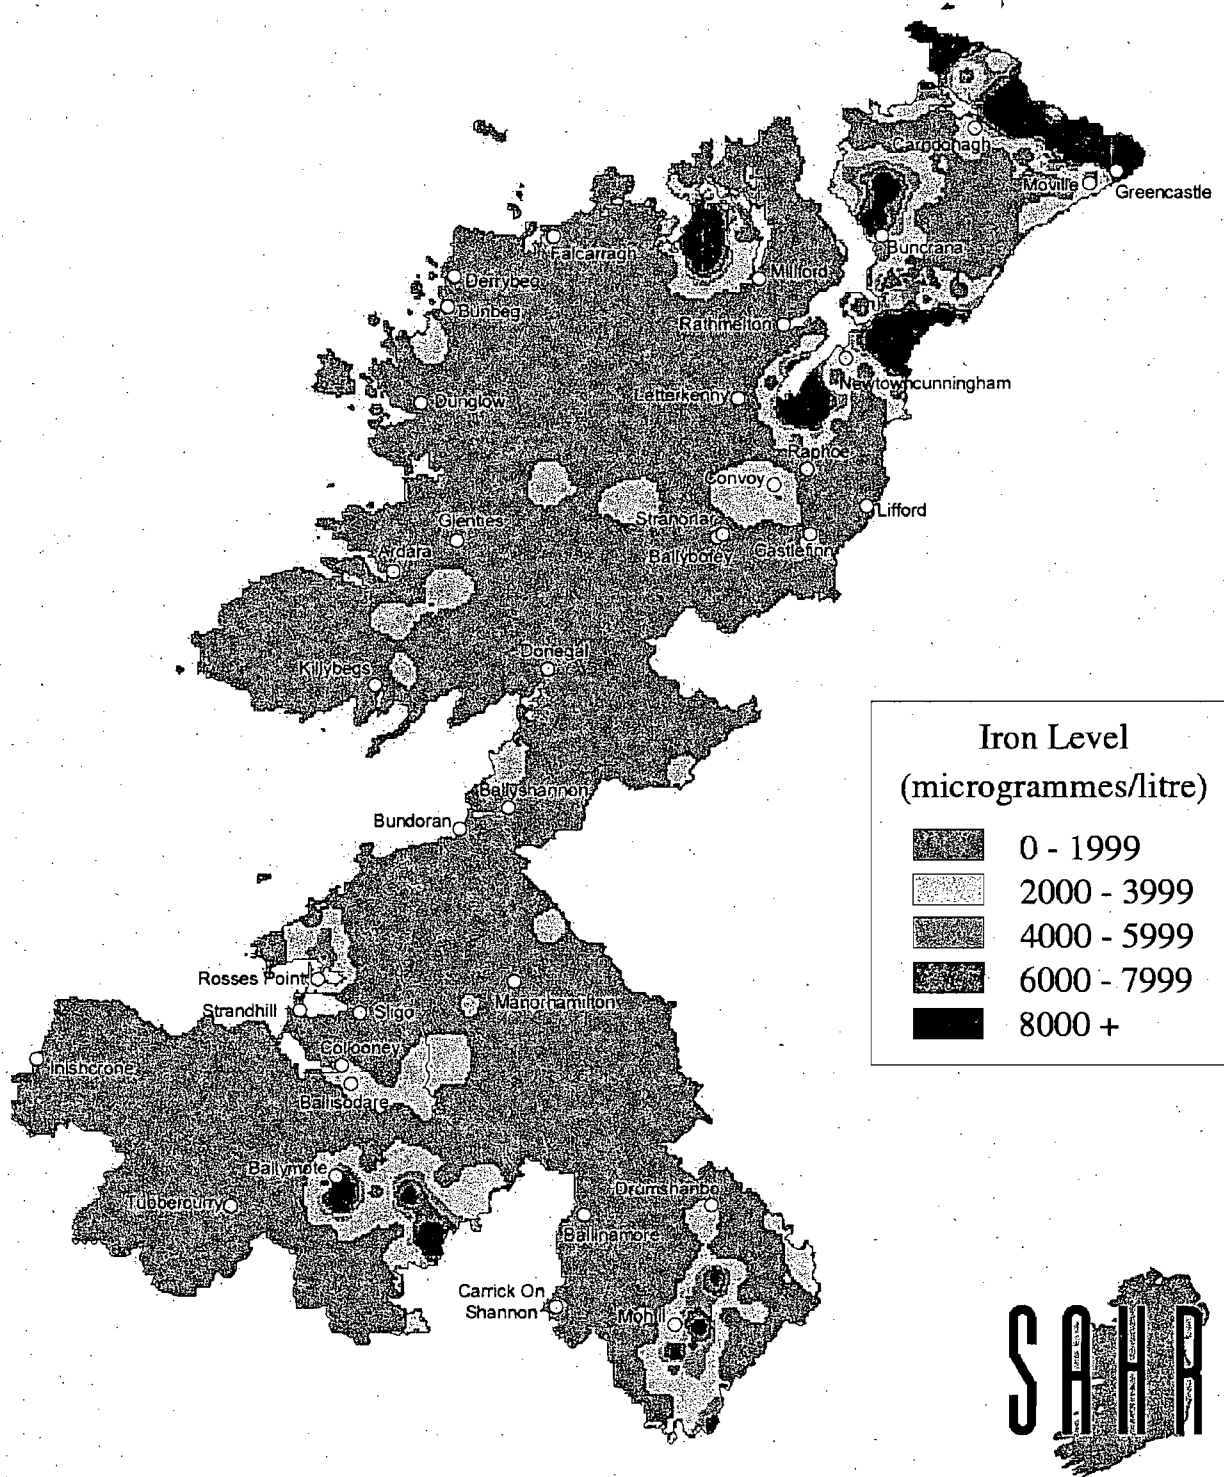 Carndonagh
Moville
Greencastle
Buncrana
Falcarragh
Derrybeg
Milford
Bunbeg
Rathmelton
Newtowncunningham
Letterkenny
Dunglow
Raphoe
Convoy
Lifford
Glenties
Stranorlar
Ardara
Ballybofey
Castlefinn
Donegal
Killybegs
Iron Level
(microgrammes/litre)
0 - 1999
2000 - 3999
4000 - 5999
6000 - 7999
8000 +
Ballyshannon
Bundoran
Rosses Point
Manorhamilton
Strandhill
Sligo
Collooney
Inishcrone
Ballisodare
Ballymote
Drumshanbo
Tubbercurry
Ballinamore
Carrick On
Shannon
Mohill
SAHR